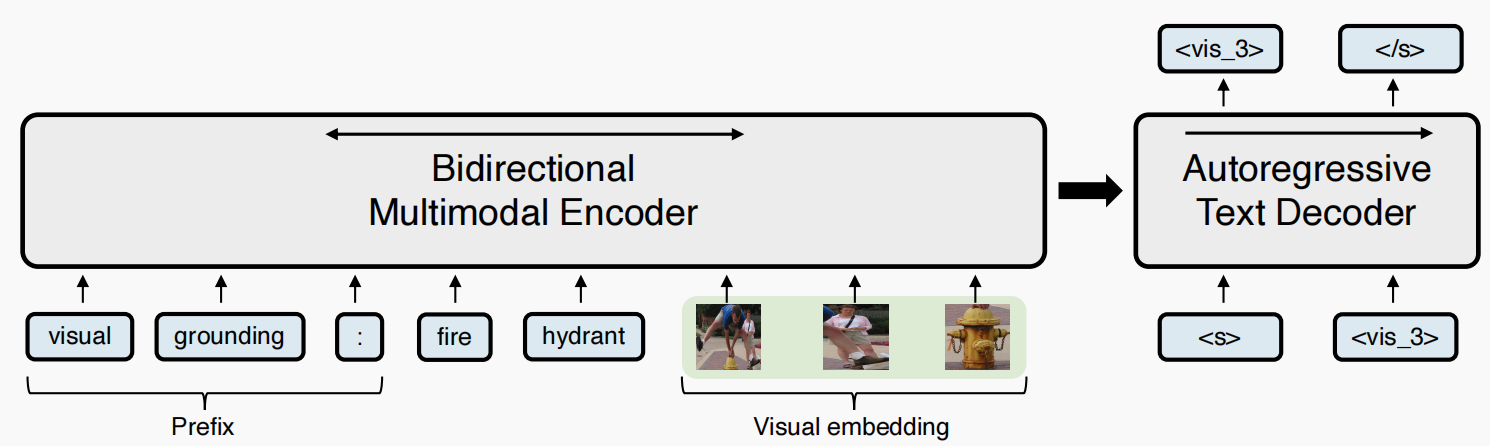 <vis_3> </s>
Bidirectional
Multimodal Encoder
Autoregressive
Text Decoder
visual grounding : fire hydrant
<s> <vis_3>
Prefix
Visual embedding